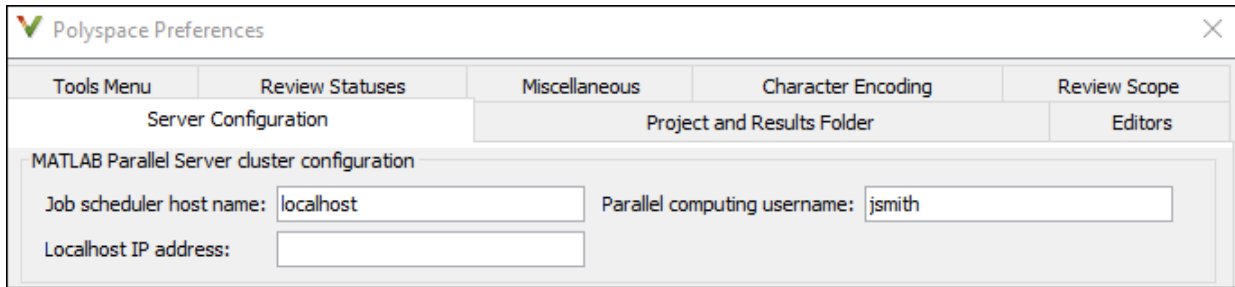 Polyspace Preferences
Tools Menu Review Statuses Miscellaneous Character Encoding Review Scope
Server Configuration Project and Results Folder Editors
MATLAB Parallel Server cluster configuration
Job scheduler host name: localhost Parallel computing username: jsmith
Localhost IP address: